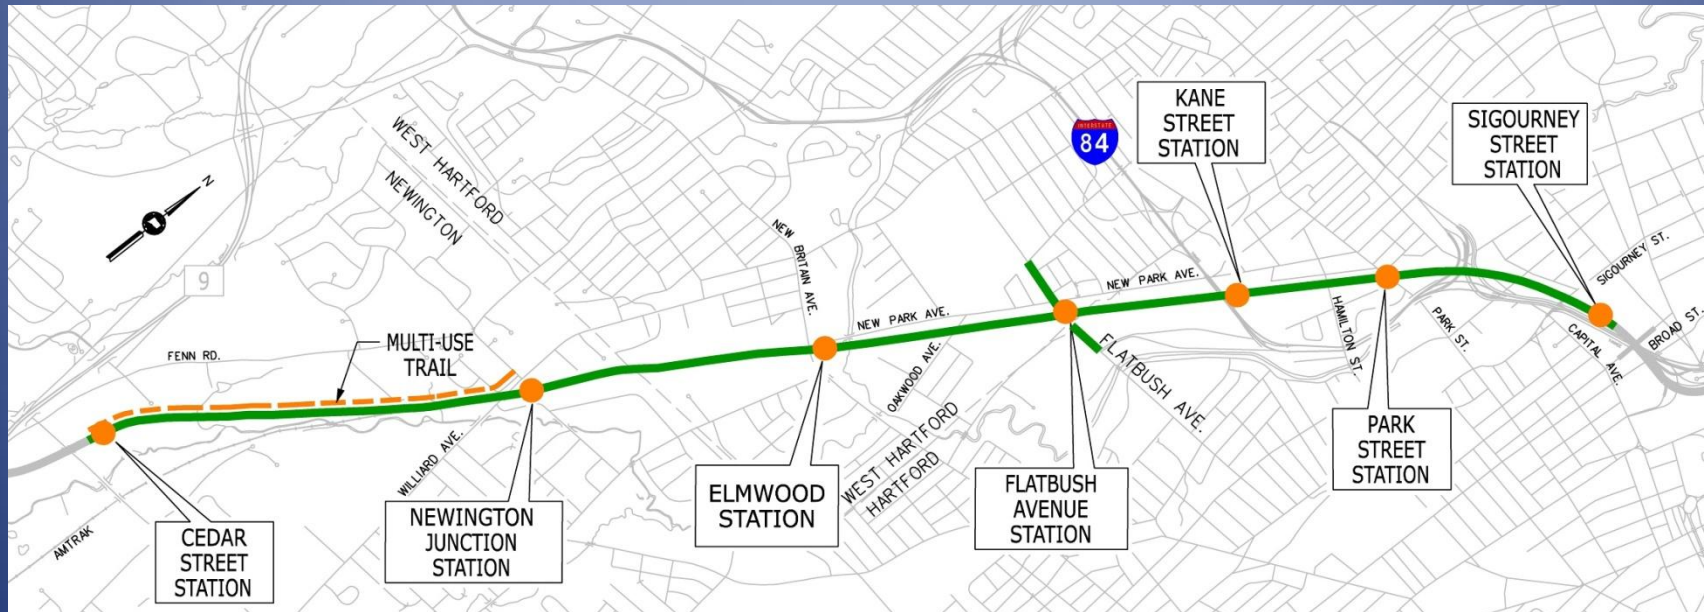 WEST HARTFORD
NEWINGTON
N
9
INTERSTATE
84
KANE
STREET
STATION
SIGOURNEY
STREET
STATION
NEW BRITAIN AVE.
NEW PARK AVE.
NEW PARK AVE.
SIGOURNEY ST.
BROAD ST.
CAPITAL AVE.
PARK ST.
HAMILTON ST.
FLATBUSH AVE.
OAKWOOD AVE.
WEST HARTFORD
HARTFORD
FENN RD.
MULTI-USE
TRAIL
WILLIARD AVE.
AMTRAK
CEDAR
STREET
STATION
NEWINGTON
JUNCTION
STATION
ELMWOOD
STATION
FLATBUSH
AVENUE
STATION
PARK
STREET
STATION